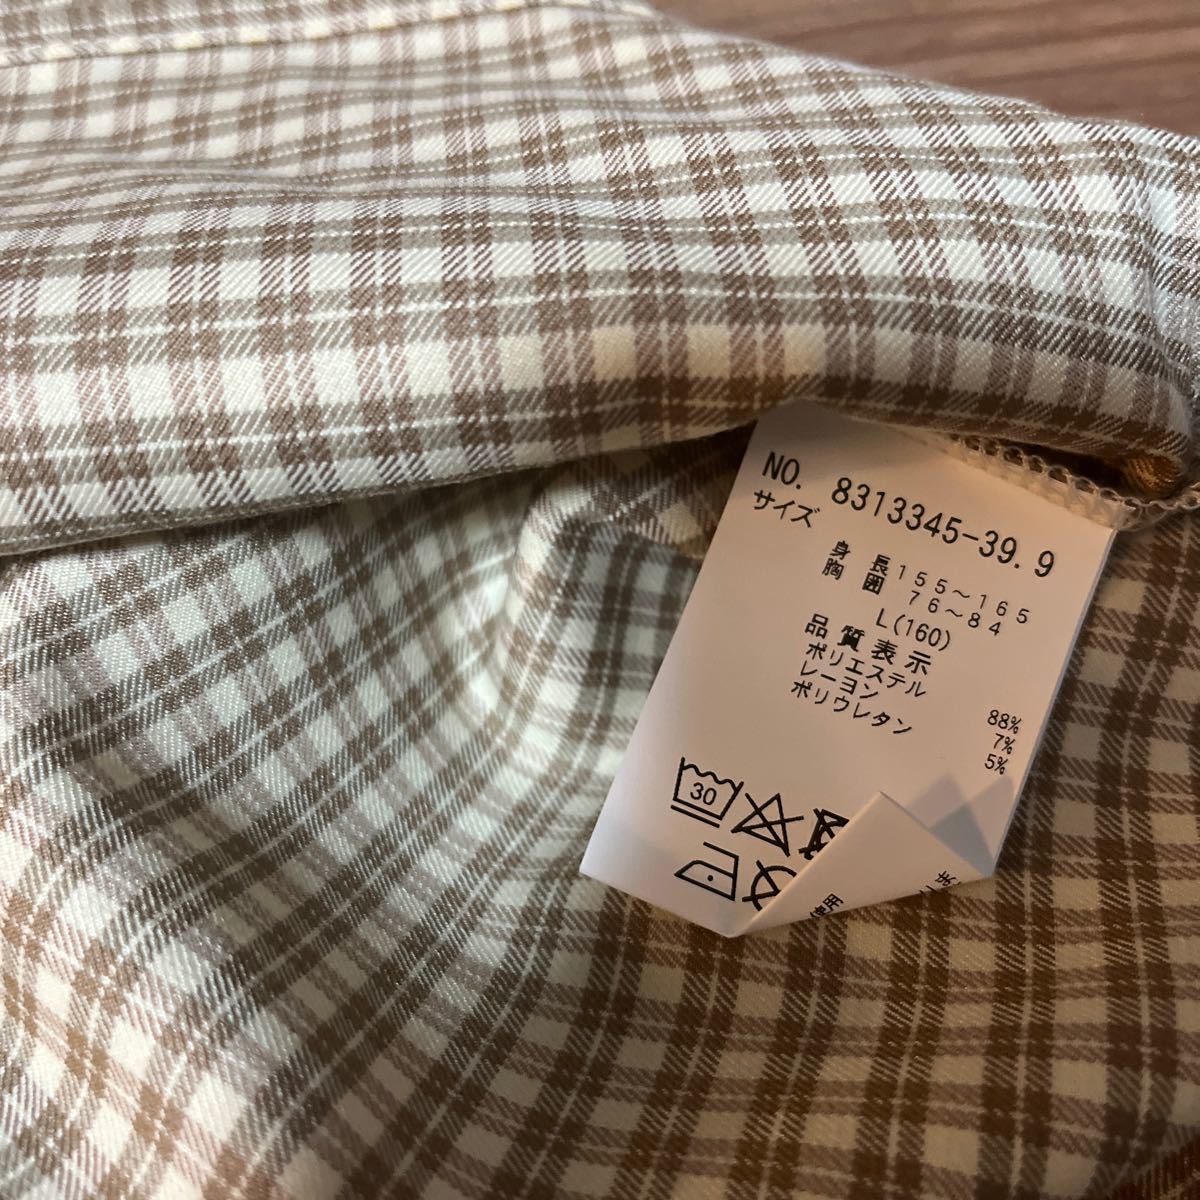 NO. 8313345-39.9
サイズ
身長 155～165
胸囲 76～84
L(160)
品質表示
ポリエステル 88%
レーヨン 7%
ポリウレタン 5%
30